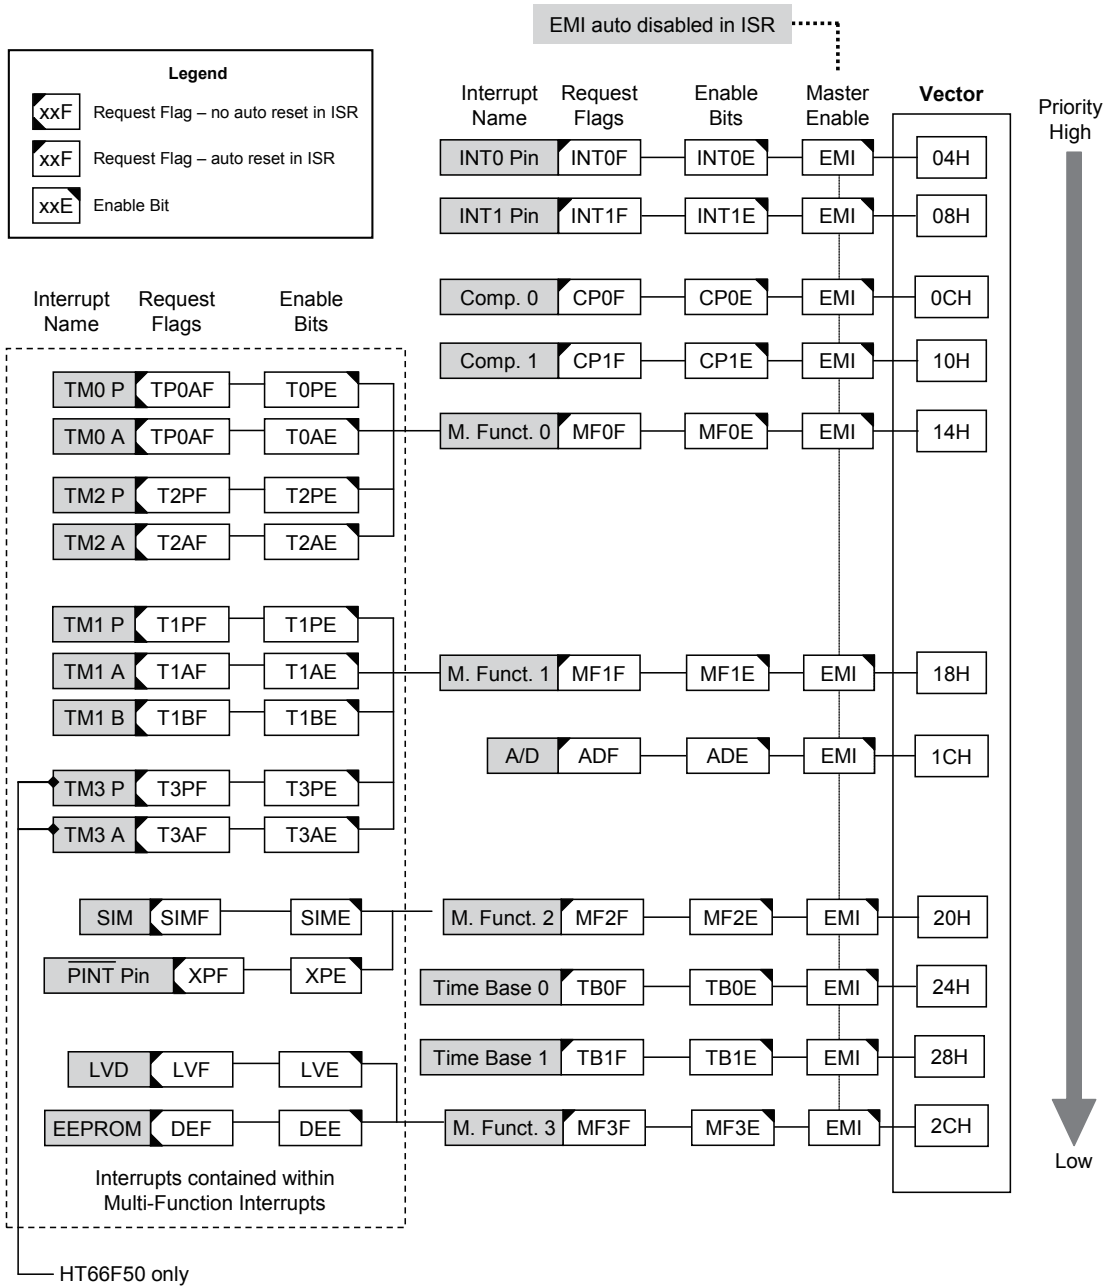 EMI auto disabled in ISR
Legend
xxF Request Flag – no auto reset in ISR
xxF Request Flag – auto reset in ISR
xxE Enable Bit
Interrupt Name Request Flags Enable Bits Master Enable Vector
Priority High
INT0 Pin INT0F INT0E EMI 04H
INT1 Pin INT1F INT1E EMI 08H
Comp. 0 CP0F CP0E EMI 0CH
Comp. 1 CP1F CP1E EMI 10H
M. Funct. 0 MF0F MF0E EMI 14H
M. Funct. 1 MF1F MF1E EMI 18H
A/D ADF ADE EMI 1CH
M. Funct. 2 MF2F MF2E EMI 20H
Time Base 0 TB0F TB0E EMI 24H
Time Base 1 TB1F TB1E EMI 28H
M. Funct. 3 MF3F MF3E EMI 2CH
Low
Interrupt Name Request Flags Enable Bits
TM0 P TP0AF T0PE
TM0 A TP0AF T0AE
TM2 P T2PF T2PE
TM2 A T2AF T2AE
TM1 P T1PF T1PE
TM1 A T1AF T1AE
TM1 B T1BF T1BE
TM3 P T3PF T3PE
TM3 A T3AF T3AE
SIM SIMF SIME
PINT Pin XPF XPE
LVD LVF LVE
EEPROM DEF DEE
Interrupts contained within
Multi-Function Interrupts
HT66F50 only